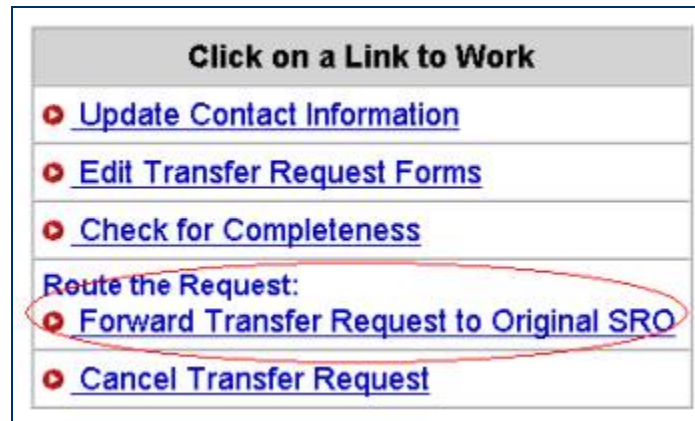 Click on a Link to Work
Update Contact Information
Edit Transfer Request Forms
Check for Completeness
Route the Request:
Forward Transfer Request to Original SRO
Cancel Transfer Request